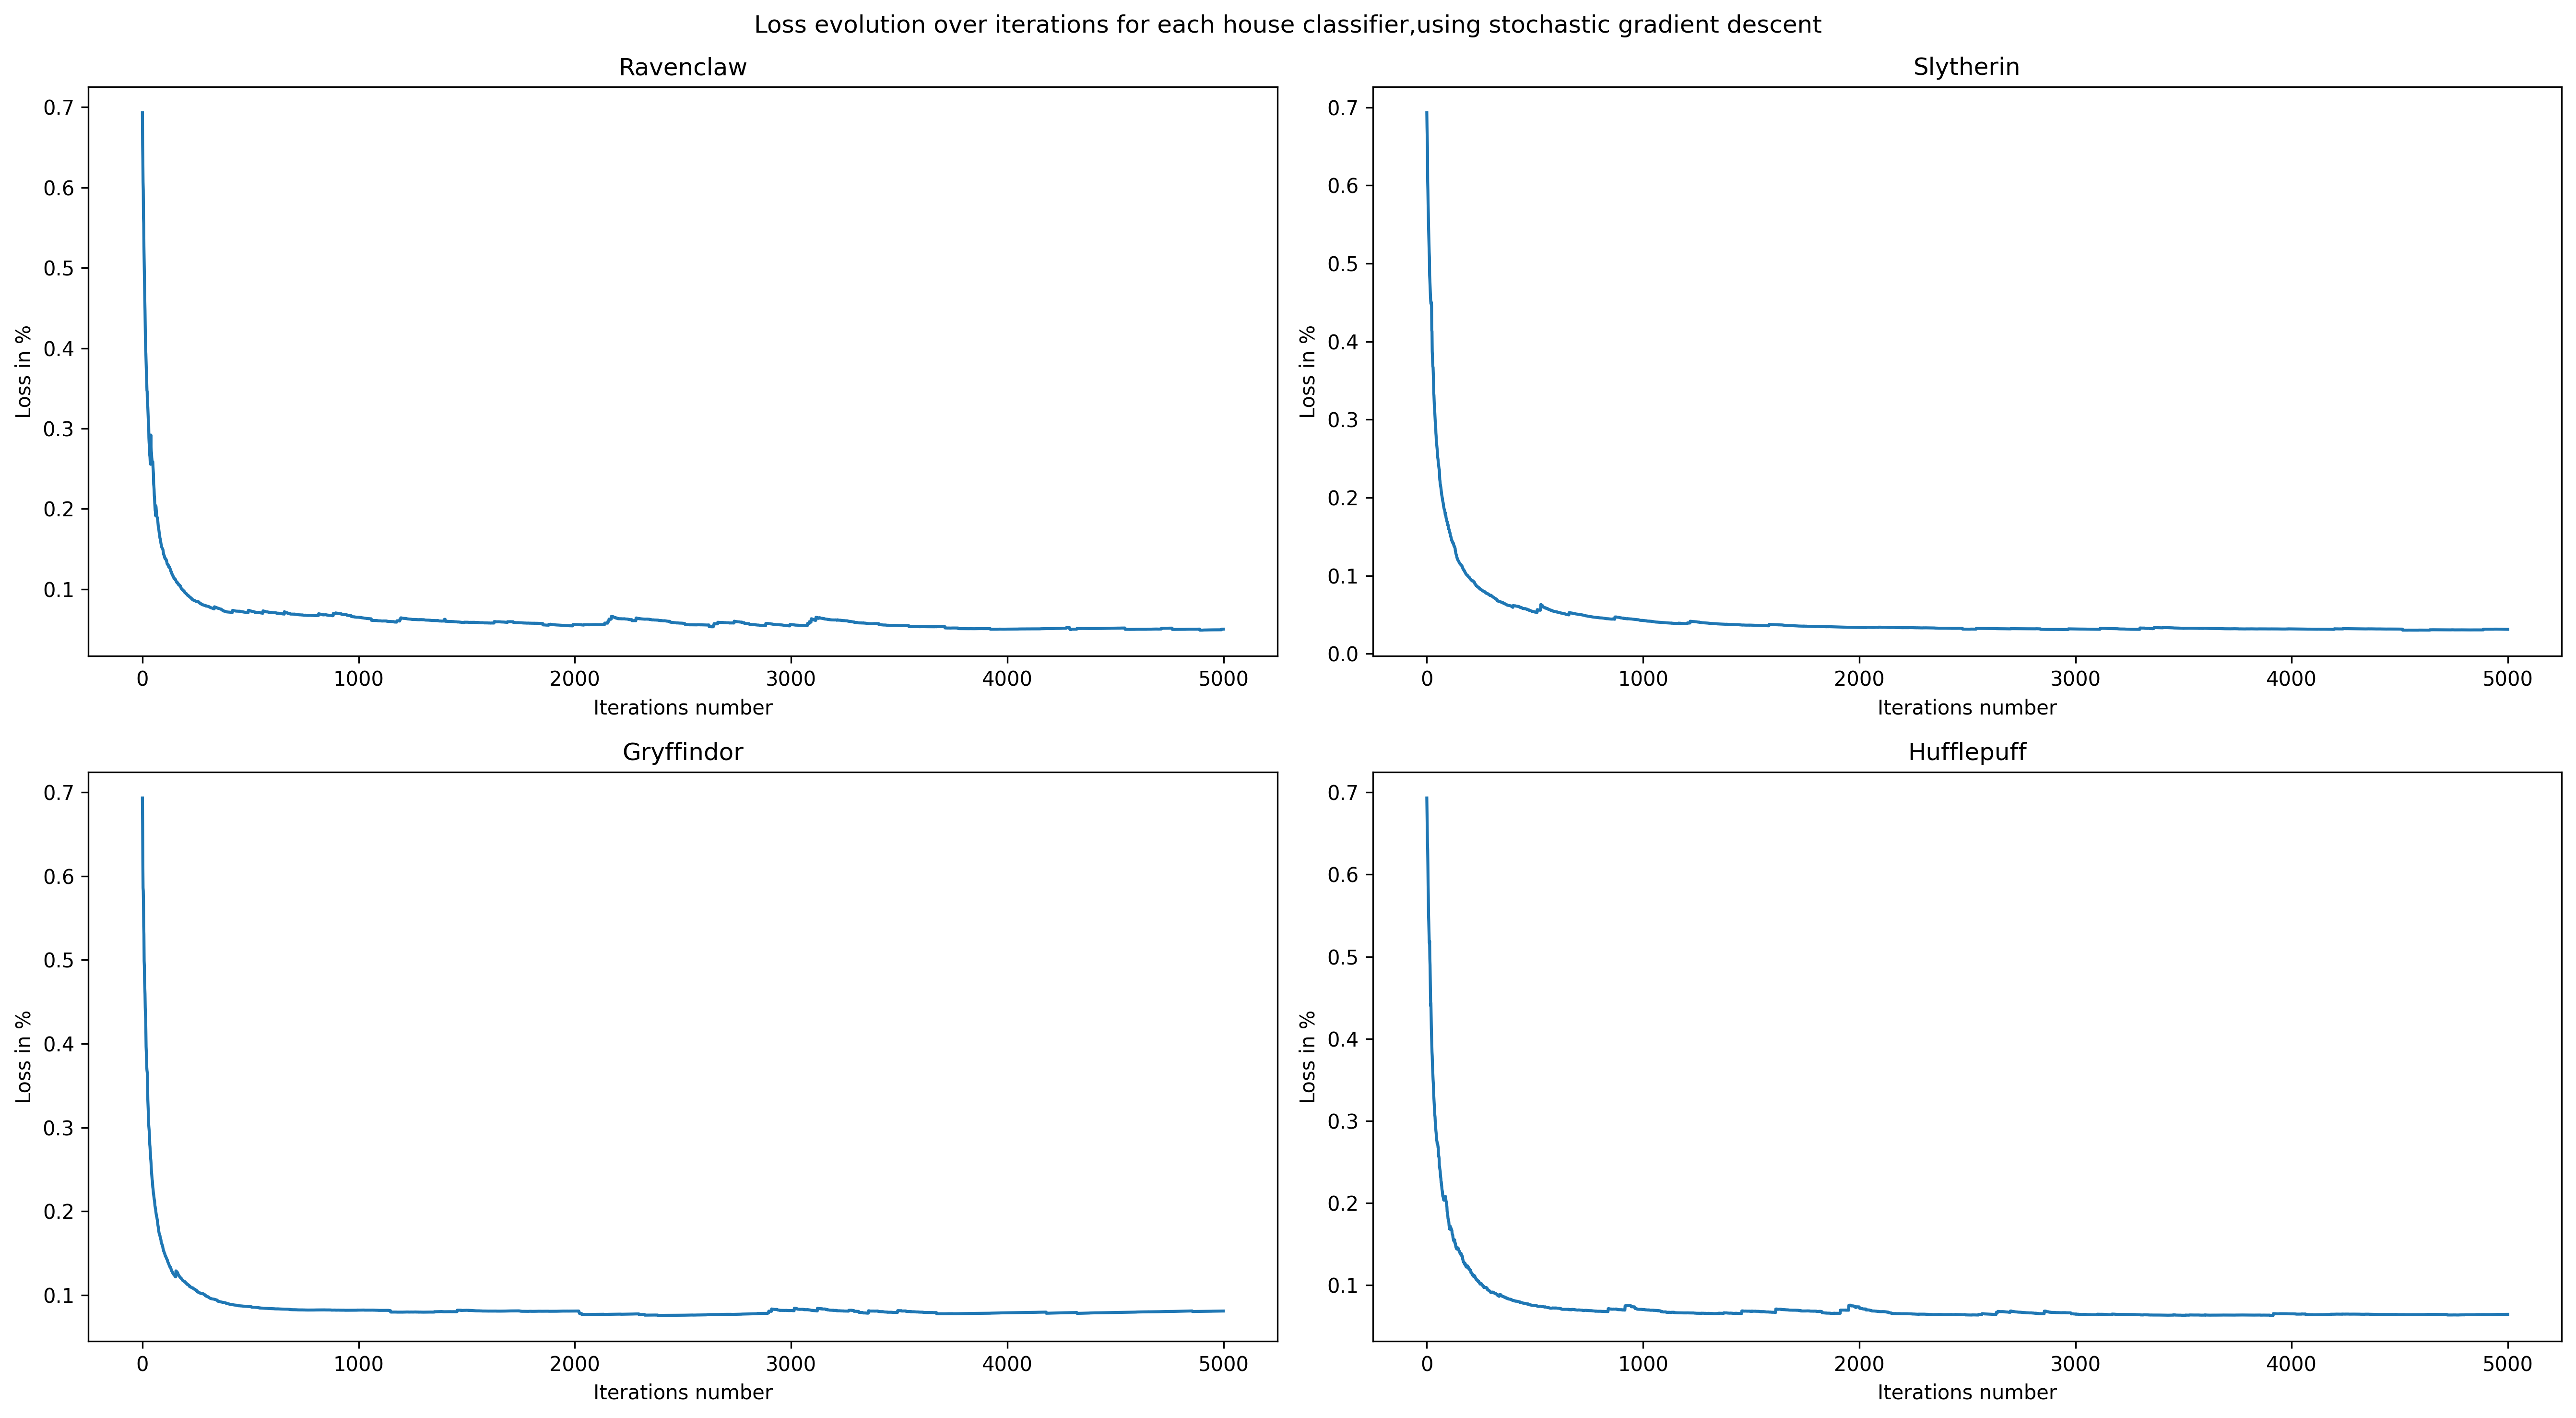 Loss evolution over iterations for each house classifier,using stochastic gradient descent
Ravenclaw
0.7
0.6
0.5
0.4
0.3
0.2
0.1
Loss in %
0 1000 2000 3000 4000 5000
Iterations number
Slytherin
0.7
0.6
0.5
0.4
0.3
0.2
0.1
0.0
Loss in %
0 1000 2000 3000 4000 5000
Iterations number
Gryffindor
0.7
0.6
0.5
0.4
0.3
0.2
0.1
Loss in %
0 1000 2000 3000 4000 5000
Iterations number
Hufflepuff
0.7
0.6
0.5
0.4
0.3
0.2
0.1
Loss in %
0 1000 2000 3000 4000 5000
Iterations number